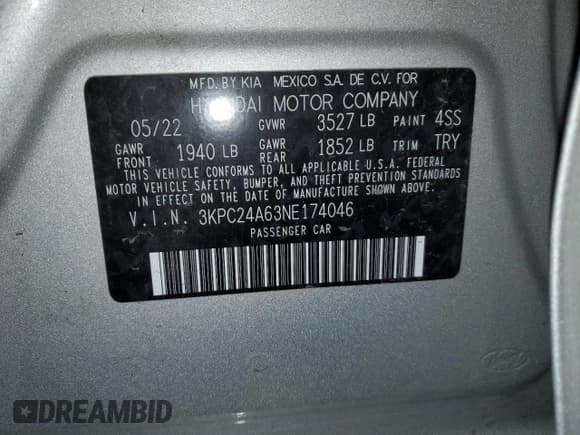 MFD. BY KIA MEXICO S.A. DE C.V. FOR
HYUNDAI MOTOR COMPANY
05/22 GVWR 3527 LB PAINT 4SS
GAWR FRONT 1940 LB GAWR REAR 1852 LB TRIM TRY
THIS VEHICLE CONFORMS TO ALL APPLICABLE U.S.A. FEDERAL
MOTOR VEHICLE SAFETY, BUMPER, AND THEFT PREVENTION STANDARDS
IN EFFECT ON THE DATE OF MANUFACTURE SHOWN ABOVE.
V.I.N. 3KPC24A63NE174046
PASSENGER CAR
DREAMBID